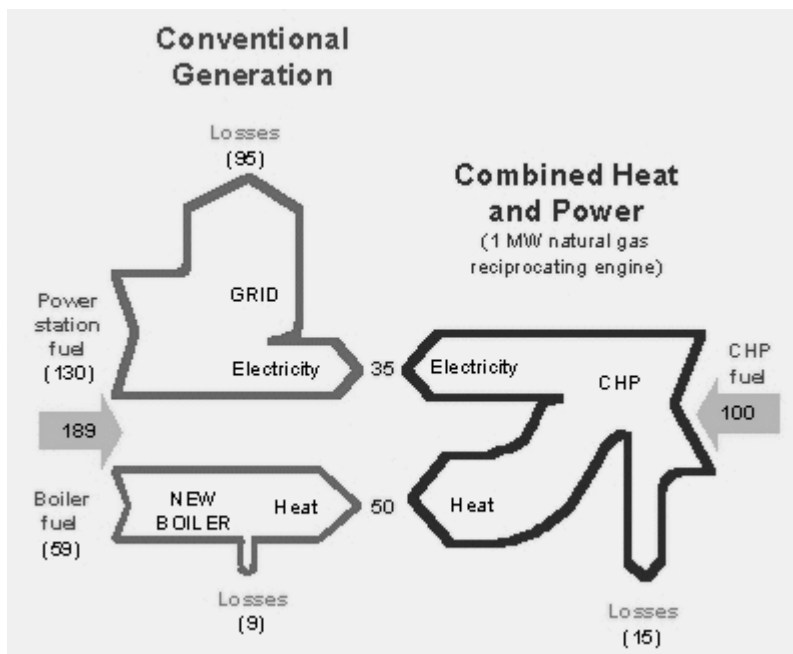 Conventional
Generation
Losses
(95)
Combined Heat
and Power
(1 MW natural gas
reciprocating engine)
GRID
Power
station
fuel
(130)
Electricity
35
Electricity
CHP
CHP
fuel
100
189
Boiler
fuel
(59)
NEW
BOILER
Heat
50
Heat
Losses
(9)
Losses
(15)